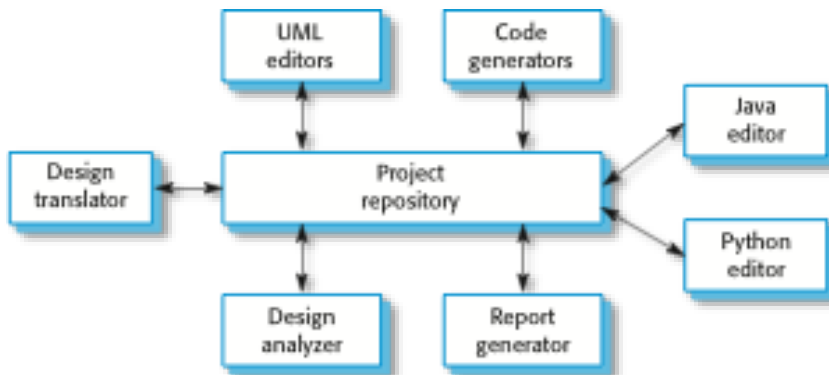 UML
editors
Code
generators
Java
editor
Design
translator
Project
repository
Python
editor
Design
analyzer
Report
generator